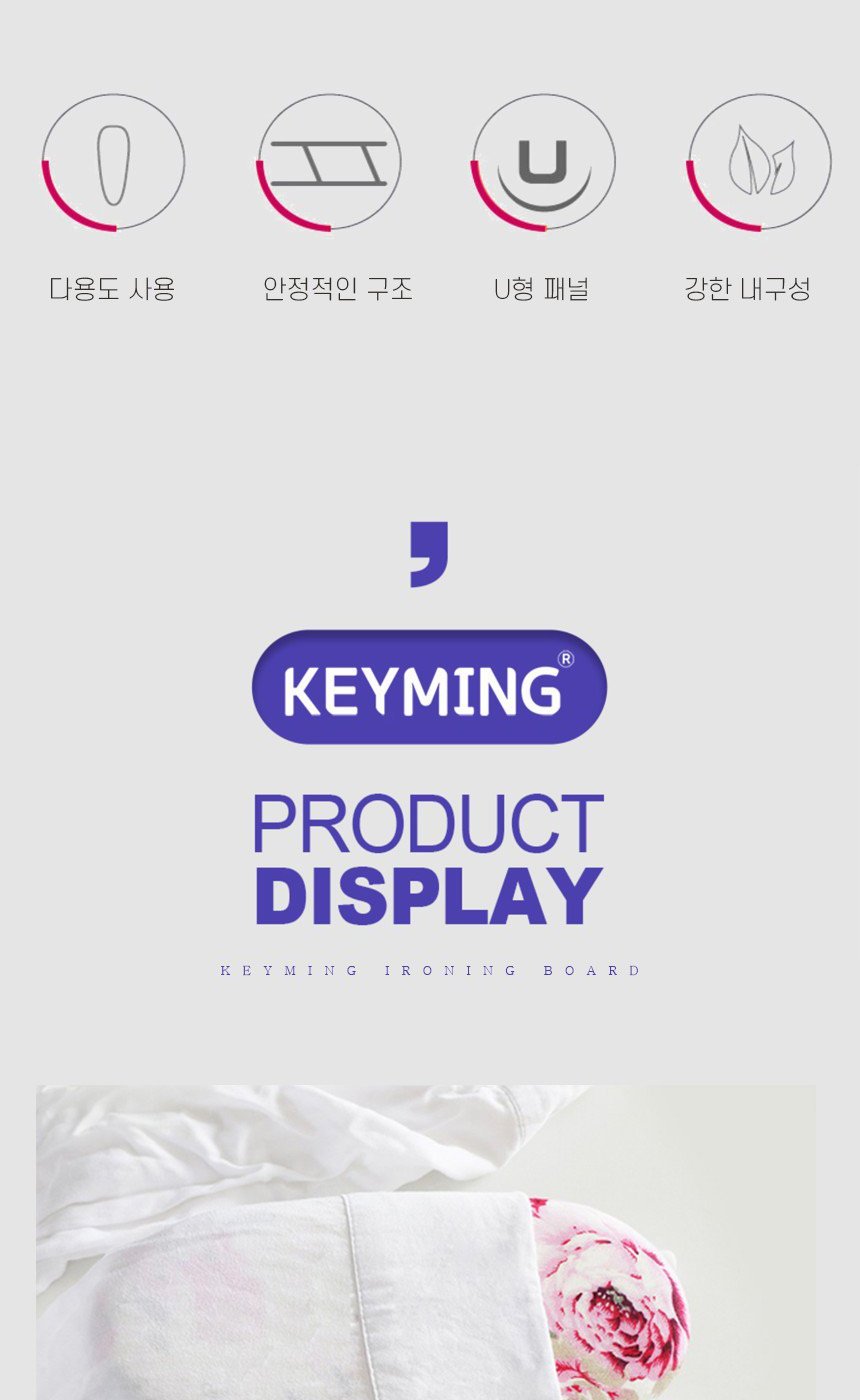 다용도 사용
안정적인 구조
U
U형 패널
강한 내구성
,
KEYMING®
PRODUCT
DISPLAY
KEYMING IRONING BOARD